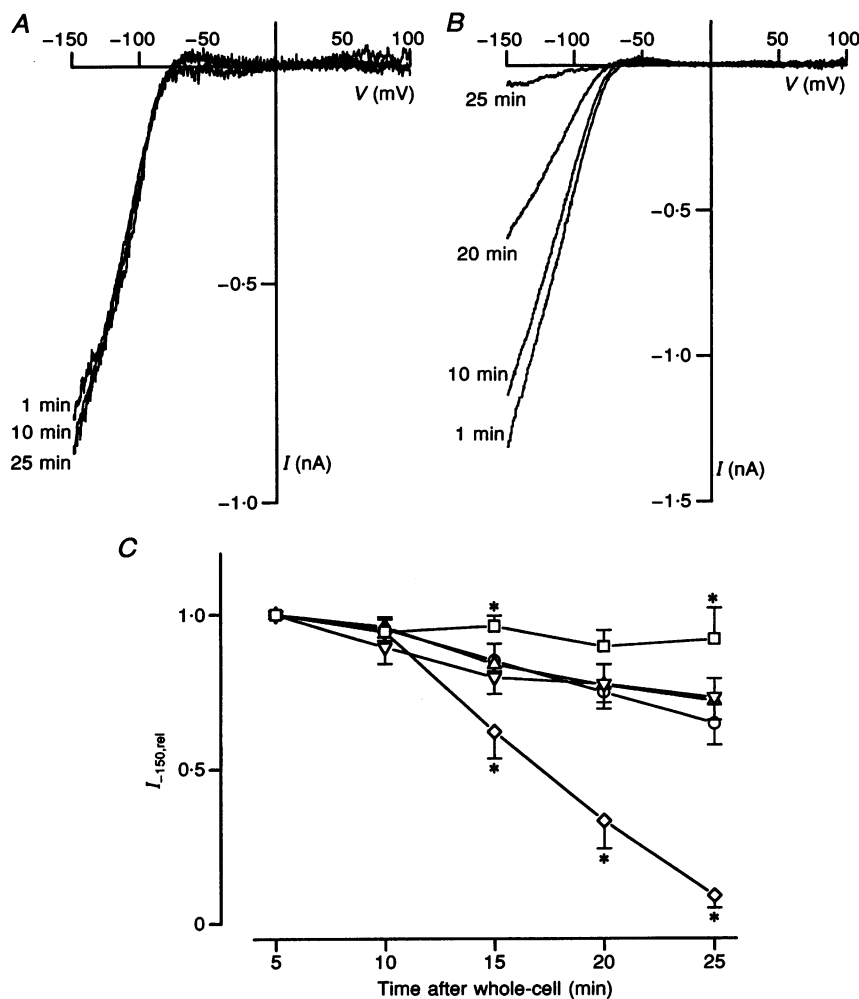 A
−150
−100
−50
50
100
V (mV)
−0·5
1 min
10 min
25 min
I (nA)
−1·0
B
−150
−100
−50
50
100
V (mV)
25 min
−0·5
20 min
−1·0
10 min
1 min
I (nA)
−1·5
C
1·0
*
*
I−150,rel
0·5
*
*
*
0
5
10
15
20
25
Time after whole-cell (min)